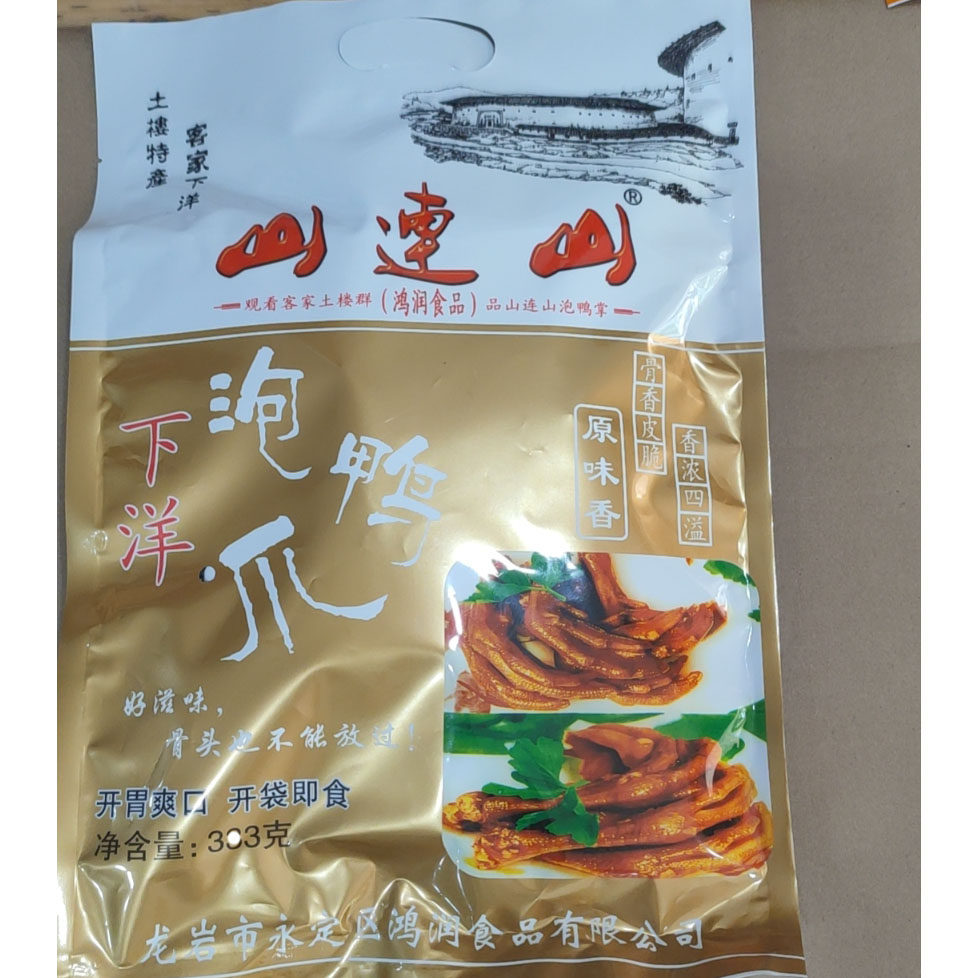 土樓特產
客家下洋
山連山®
观看客家土楼群(鸿润食品)品山连山泡鸭掌
下洋
泡鸭爪
原味香
骨香皮脆
香浓四溢
好滋味,
骨头也不能放过!
开胃爽口 开袋即食
净含量:383克
龙岩市永定区鸿润食品有限公司